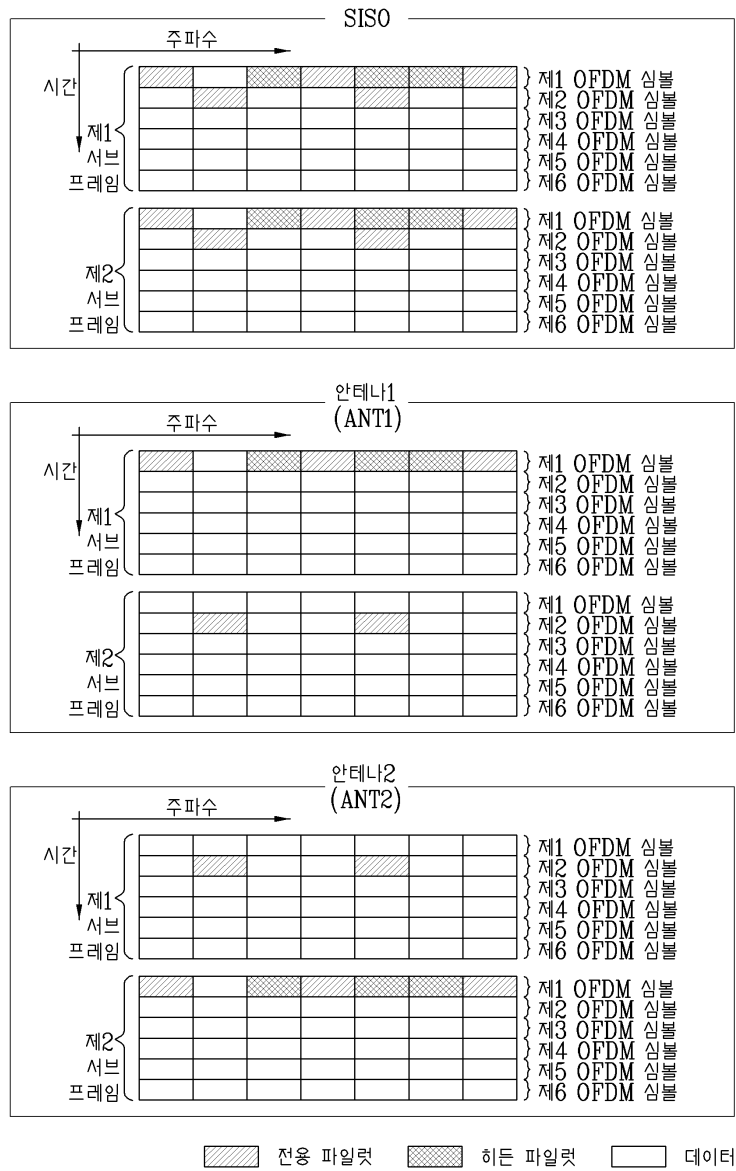 SISO
주파수
시간
제1
서브
프레임
제1 OFDM 심볼
제2 OFDM 심볼
제3 OFDM 심볼
제4 OFDM 심볼
제5 OFDM 심볼
제6 OFDM 심볼
제2
서브
프레임
제1 OFDM 심볼
제2 OFDM 심볼
제3 OFDM 심볼
제4 OFDM 심볼
제5 OFDM 심볼
제6 OFDM 심볼
안테나1
(ANT1)
주파수
시간
제1
서브
프레임
제1 OFDM 심볼
제2 OFDM 심볼
제3 OFDM 심볼
제4 OFDM 심볼
제5 OFDM 심볼
제6 OFDM 심볼
제2
서브
프레임
제1 OFDM 심볼
제2 OFDM 심볼
제3 OFDM 심볼
제4 OFDM 심볼
제5 OFDM 심볼
제6 OFDM 심볼
안테나2
(ANT2)
주파수
시간
제1
서브
프레임
제1 OFDM 심볼
제2 OFDM 심볼
제3 OFDM 심볼
제4 OFDM 심볼
제5 OFDM 심볼
제6 OFDM 심볼
제2
서브
프레임
제1 OFDM 심볼
제2 OFDM 심볼
제3 OFDM 심볼
제4 OFDM 심볼
제5 OFDM 심볼
제6 OFDM 심볼
전용 파일럿 히든 파일럿 데이터